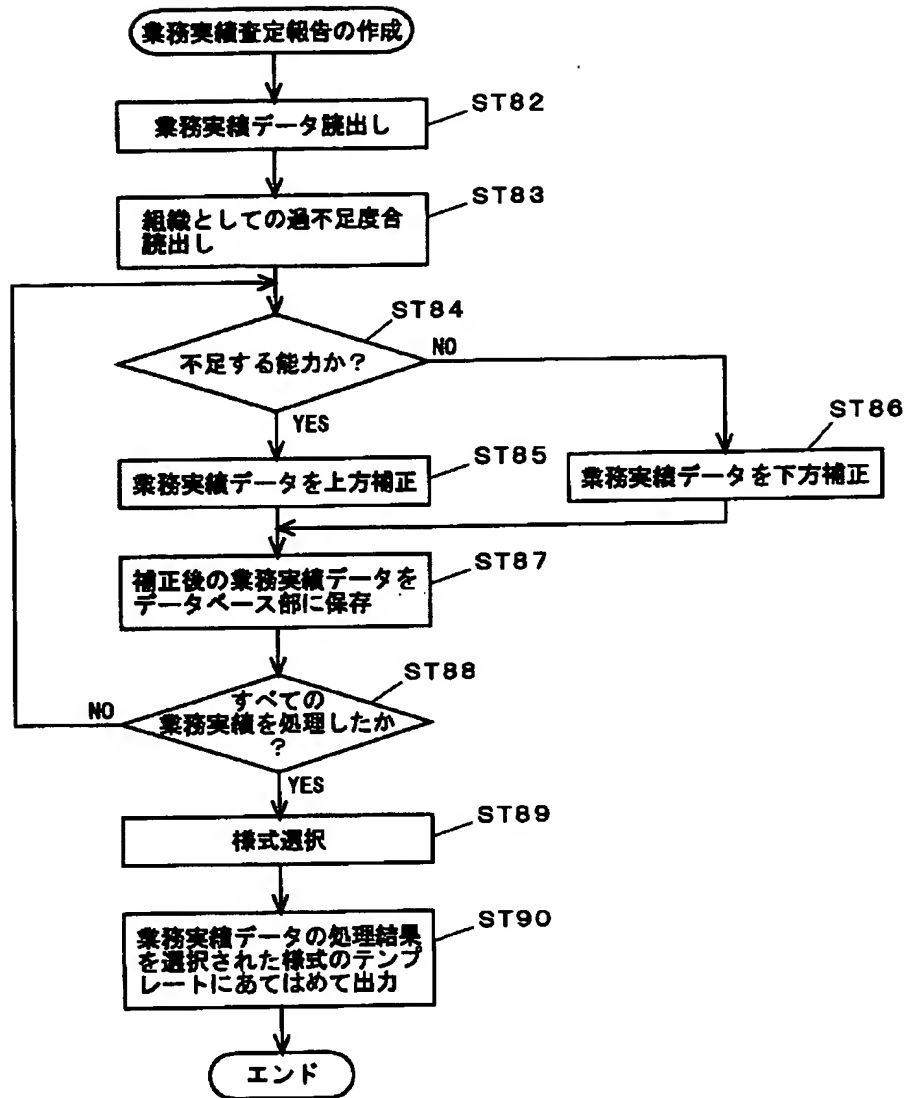 業務実績査定報告の作成
ST82
業務実績データ読出し
ST83
組織としての過不足度合
読出し
ST84
不足する能力か？
NO
YES
ST86
ST85
業務実績データを上方補正
業務実績データを下方補正
ST87
補正後の業務実績データを
データベース部に保存
ST88
すべての
業務実績を処理したか
？
NO
YES
ST89
様式選択
ST90
業務実績データの処理結果
を選択された様式のテンプ
レートにあてはめて出力
エンド